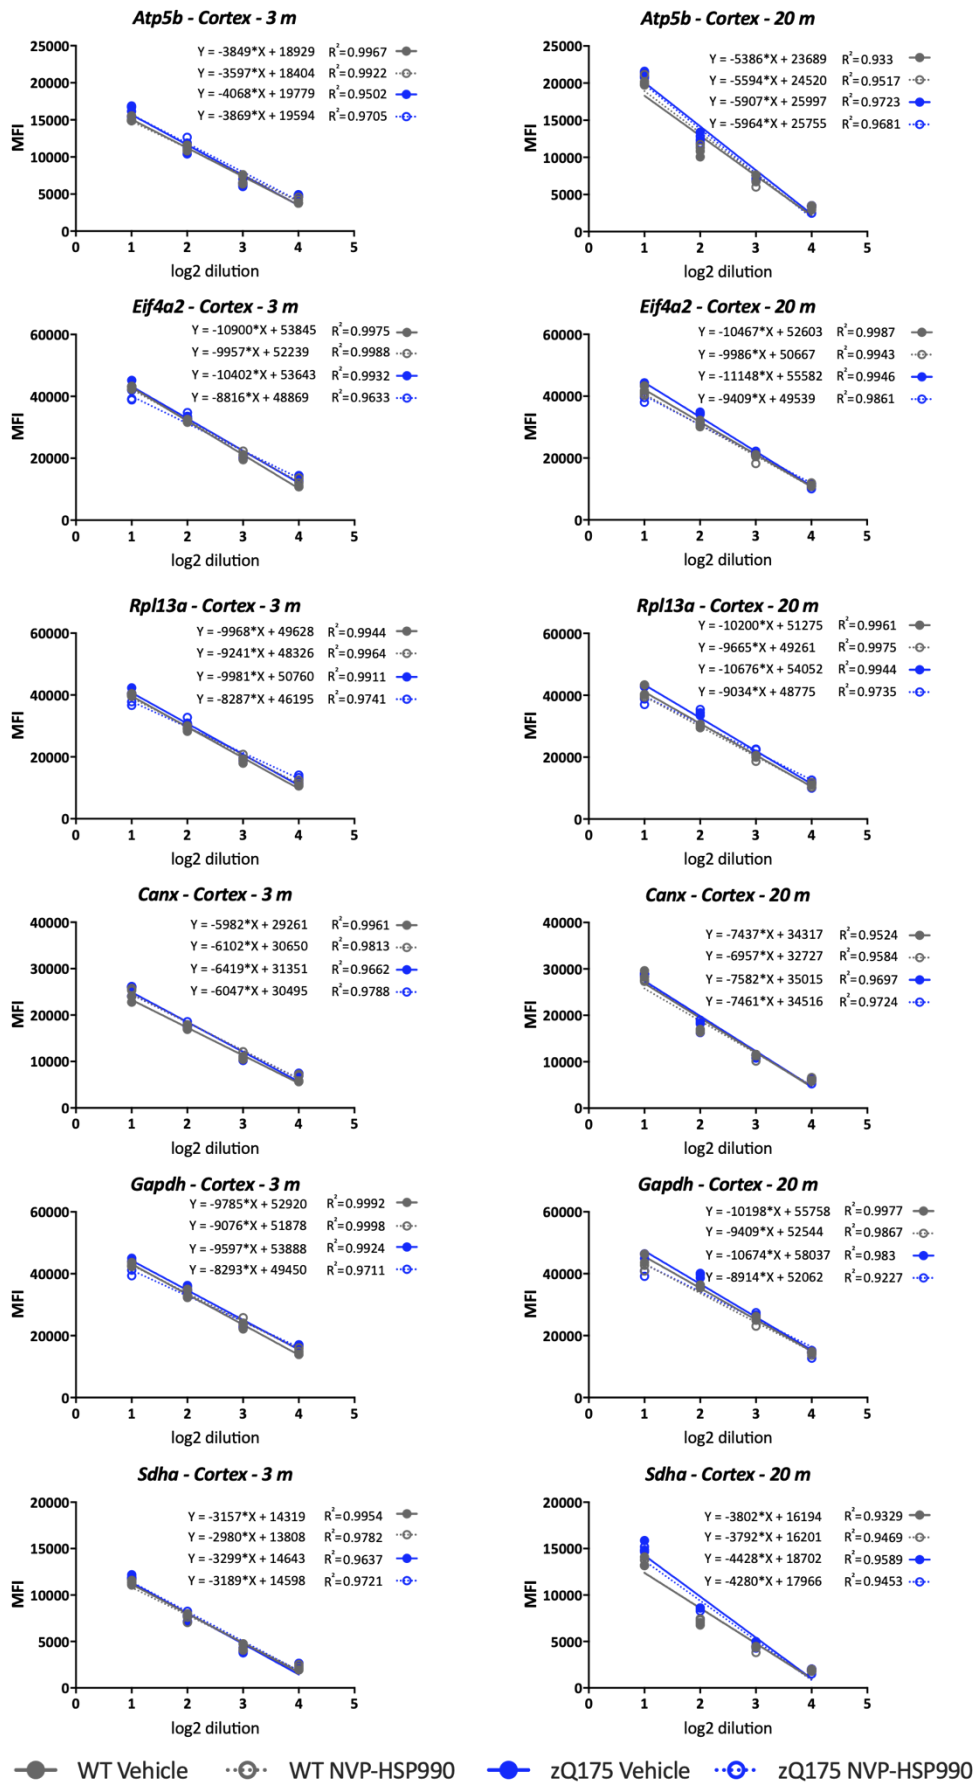 Atp5b - Cortex - 3 m
Y = -3849*X + 18929 R²=0.9967
Y = -3597*X + 18404 R²=0.9922
Y = -4068*X + 19779 R²=0.9502
Y = -3869*X + 19594 R²=0.9705
MFI
25000
20000
15000
10000
5000
0
0 1 2 3 4 5
log2 dilution
Atp5b - Cortex - 20 m
Y = -5386*X + 23689 R²=0.933
Y = -5594*X + 24520 R²=0.9517
Y = -5907*X + 25997 R²=0.9723
Y = -5964*X + 25755 R²=0.9681
MFI
25000
20000
15000
10000
5000
0
0 1 2 3 4 5
log2 dilution
Eif4a2 - Cortex - 3 m
Y = -10900*X + 53845 R²=0.9975
Y = -9957*X + 52239 R²=0.9988
Y = -10402*X + 53643 R²=0.9932
Y = -8816*X + 48869 R²=0.9633
MFI
60000
40000
20000
0
0 1 2 3 4 5
log2 dilution
Eif4a2 - Cortex - 20 m
Y = -10467*X + 52603 R²=0.9987
Y = -9986*X + 50667 R²=0.9943
Y = -11148*X + 55582 R²=0.9946
Y = -9409*X + 49539 R²=0.9861
MFI
60000
40000
20000
0
0 1 2 3 4 5
log2 dilution
Rpl13a - Cortex - 3 m
Y = -9968*X + 49628 R²=0.9944
Y = -9241*X + 48326 R²=0.9964
Y = -9981*X + 50760 R²=0.9911
Y = -8287*X + 46195 R²=0.9741
MFI
60000
40000
20000
0
0 1 2 3 4 5
log2 dilution
Rpl13a - Cortex - 20 m
Y = -10200*X + 51275 R²=0.9961
Y = -9665*X + 49261 R²=0.9975
Y = -10676*X + 54052 R²=0.9944
Y = -9034*X + 48775 R²=0.9735
MFI
60000
40000
20000
0
0 1 2 3 4 5
log2 dilution
Canx - Cortex - 3 m
Y = -5982*X + 29261 R²=0.9961
Y = -6102*X + 30650 R²=0.9813
Y = -6419*X + 31351 R²=0.9662
Y = -6047*X + 30495 R²=0.9788
MFI
40000
30000
20000
10000
0
0 1 2 3 4 5
log2 dilution
Canx - Cortex - 20 m
Y = -7437*X + 34317 R²=0.9524
Y = -6957*X + 32727 R²=0.9584
Y = -7582*X + 35015 R²=0.9697
Y = -7461*X + 34516 R²=0.9724
MFI
40000
30000
20000
10000
0
0 1 2 3 4 5
log2 dilution
Gapdh - Cortex - 3 m
Y = -9785*X + 52920 R²=0.9992
Y = -9076*X + 51878 R²=0.9998
Y = -9597*X + 53888 R²=0.9924
Y = -8293*X + 49450 R²=0.9711
MFI
60000
40000
20000
0
0 1 2 3 4 5
log2 dilution
Gapdh - Cortex - 20 m
Y = -10198*X + 55758 R²=0.9977
Y = -9409*X + 52544 R²=0.9867
Y = -10674*X + 58037 R²=0.983
Y = -8914*X + 52062 R²=0.9227
MFI
60000
40000
20000
0
0 1 2 3 4 5
log2 dilution
Sdha - Cortex - 3 m
Y = -3157*X + 14319 R²=0.9954
Y = -2980*X + 13808 R²=0.9782
Y = -3299*X + 14643 R²=0.9637
Y = -3189*X + 14598 R²=0.9721
MFI
20000
15000
10000
5000
0
0 1 2 3 4 5
log2 dilution
Sdha - Cortex - 20 m
Y = -3802*X + 16194 R²=0.9329
Y = -3792*X + 16201 R²=0.9469
Y = -4428*X + 18702 R²=0.9589
Y = -4280*X + 17966 R²=0.9453
MFI
20000
15000
10000
5000
0
0 1 2 3 4 5
log2 dilution
WT Vehicle WT NVP-HSP990 zQ175 Vehicle zQ175 NVP-HSP990